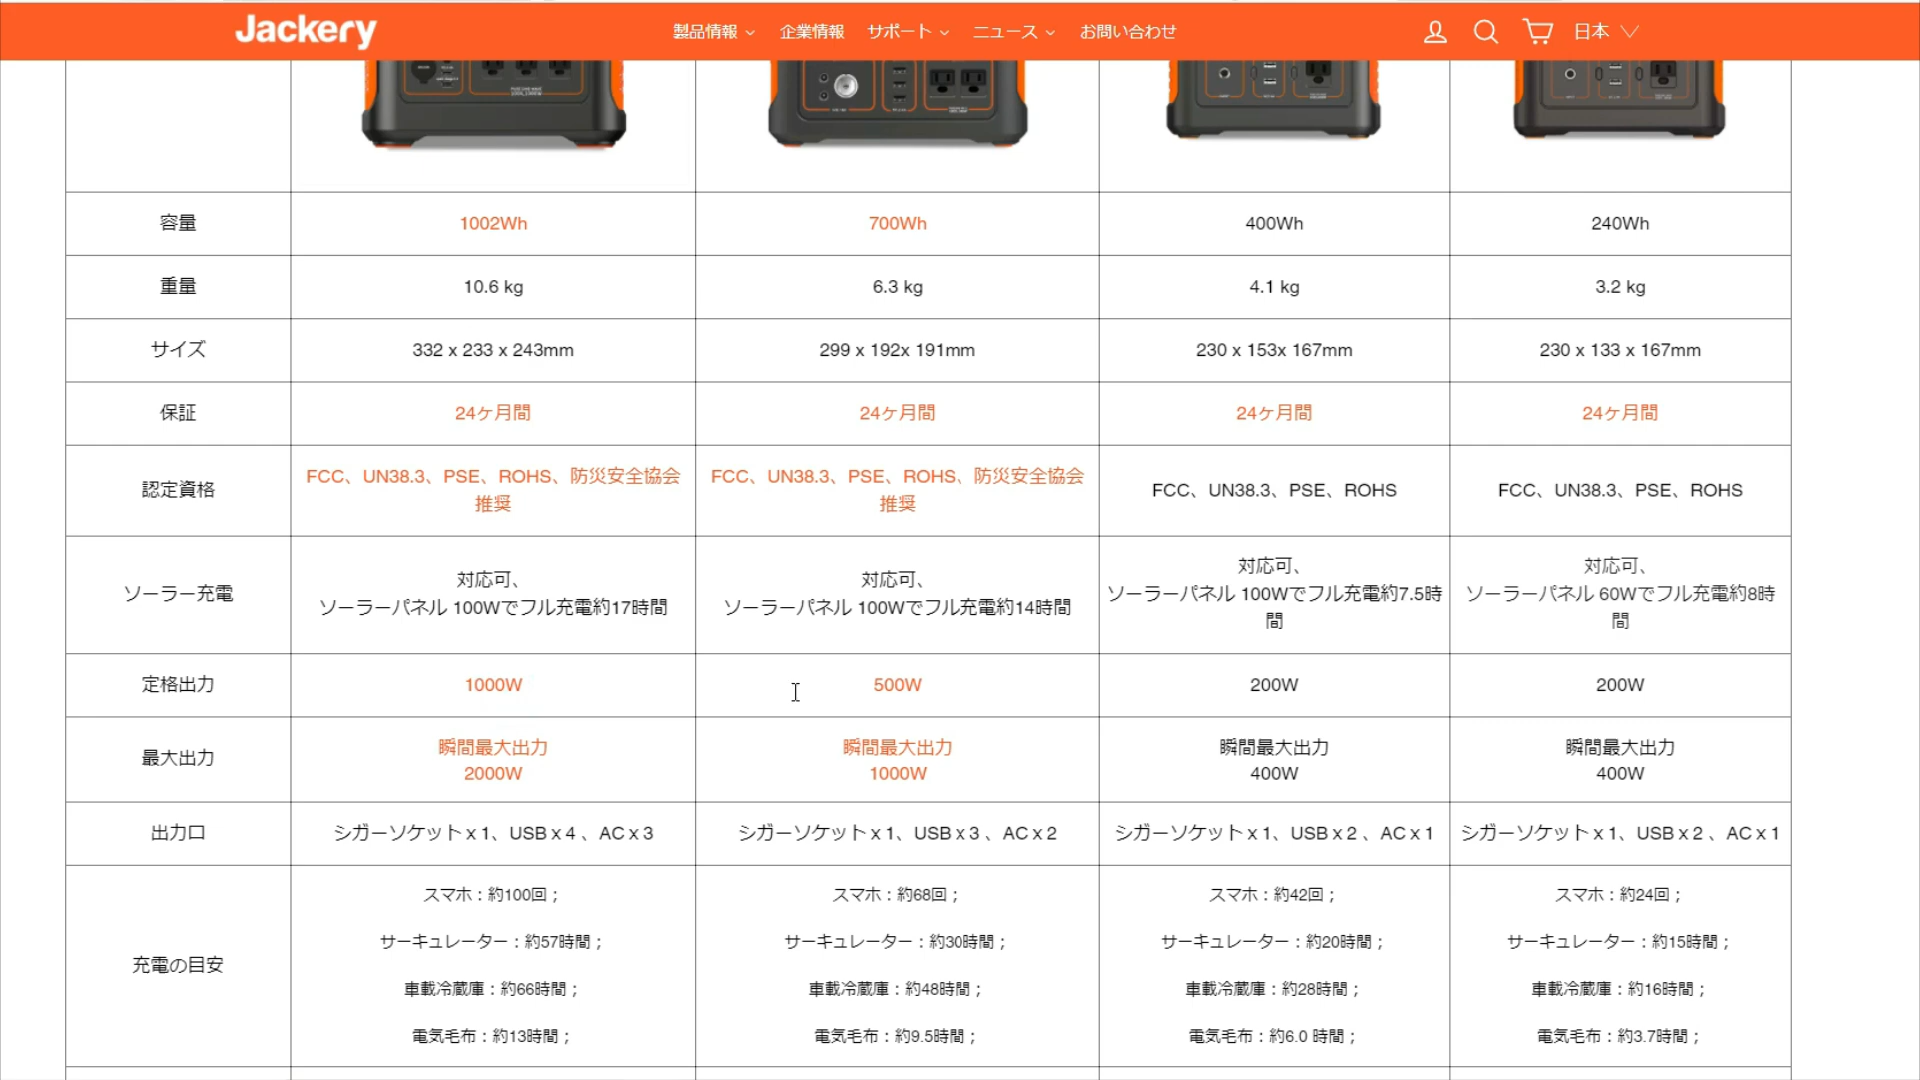 Jackery
製品情報 企業情報 サポート ニュース お問い合わせ 日本
容量 1002Wh 700Wh 400Wh 240Wh
重量 10.6 kg 6.3 kg 4.1 kg 3.2 kg
サイズ 332 x 233 x 243mm 299 x 192x 191mm 230 x 153x 167mm 230 x 133 x 167mm
保証 24ヶ月間 24ヶ月間 24ヶ月間 24ヶ月間
認定資格
FCC、UN38.3、PSE、ROHS、防災安全協会
推奨
FCC、UN38.3、PSE、ROHS、防災安全協会
推奨
FCC、UN38.3、PSE、ROHS
FCC、UN38.3、PSE、ROHS
ソーラー充電
対応可、
ソーラーパネル 100Wでフル充電約17時間
対応可、
ソーラーパネル 100Wでフル充電約14時間
対応可、
ソーラーパネル 100Wでフル充電約7.5時
間
対応可、
ソーラーパネル 60Wでフル充電約8時
間
定格出力 1000W 500W 200W 200W
最大出力
瞬間最大出力
2000W
瞬間最大出力
1000W
瞬間最大出力
400W
瞬間最大出力
400W
出力口 シガーソケット x 1、USB x 4 、AC x 3 シガーソケット x 1、USB x 3 、AC x 2 シガーソケット x 1、USB x 2 、AC x 1 シガーソケット x 1、USB x 2 、AC x 1
充電の目安
スマホ：約100回；
サーキュレーター：約57時間；
車載冷蔵庫：約66時間；
電気毛布：約13時間；
スマホ：約68回；
サーキュレーター：約30時間；
車載冷蔵庫：約48時間；
電気毛布：約9.5時間；
スマホ：約42回；
サーキュレーター：約20時間；
車載冷蔵庫：約28時間；
電気毛布：約6.0 時間；
スマホ：約24回；
サーキュレーター：約15時間；
車載冷蔵庫：約16時間；
電気毛布：約3.7時間；